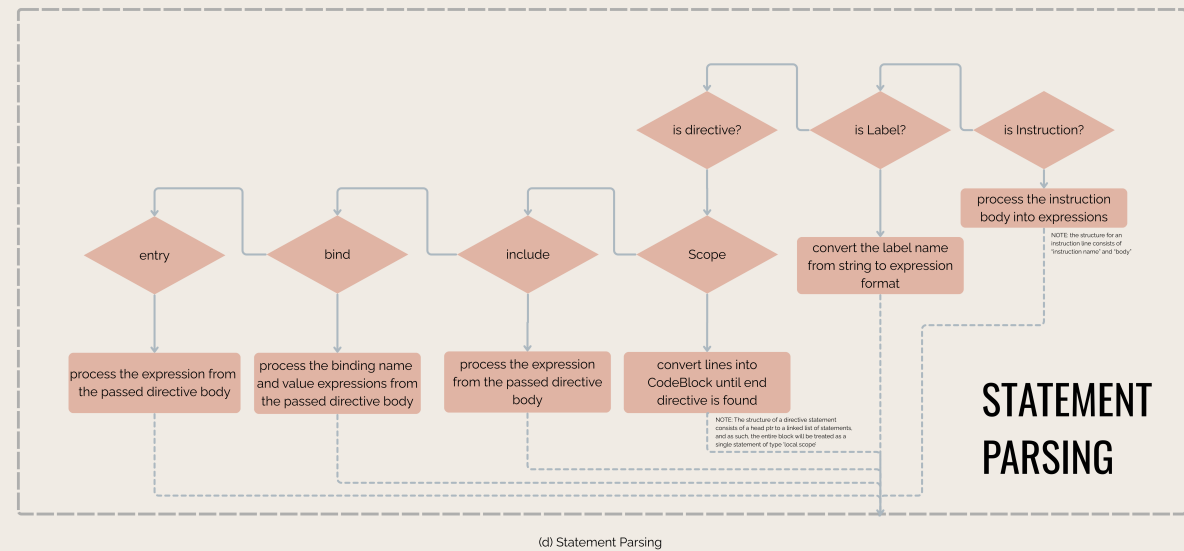 is directive?
is Label?
is Instruction?
process the instruction
body into expressions
NOTE: the structure for an
instruction line consists of
"instruction name" and "body"
entry
bind
include
Scope
convert the label name
from string to expression
format
process the expression from
the passed directive body
process the binding name
and value expressions from
the passed directive body
process the expression
from the passed directive
body
convert lines into
CodeBlock until end
directive is found
NOTE: The structure of a directive statement
consists of a head ptr to a linked list of statements,
and as such, the entire block will be treated as a
single statement of type 'local scope'
STATEMENT
PARSING
(d) Statement Parsing